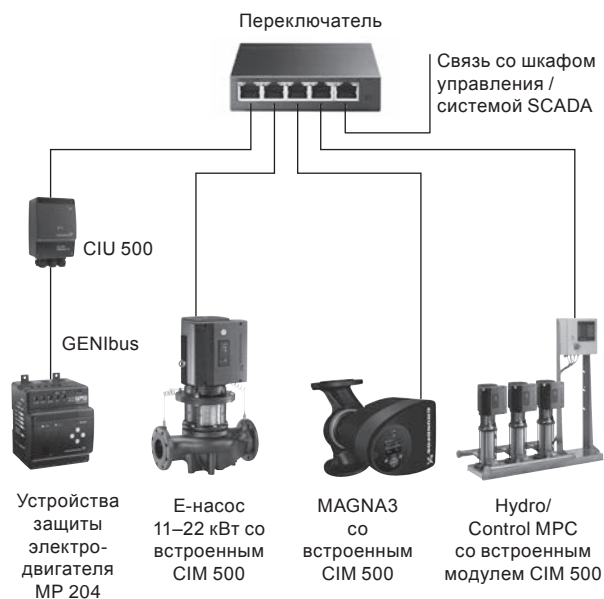 Переключатель
Связь со шкафом
управления /
системой SCADA
CIU 500
GENIbus
Устройства
защиты
электро-
двигателя
MP 204
Е-насос
11–22 кВт со
встроенным
CIM 500
MAGNA3
со
встроенным
CIM 500
Hydro/
Control MPC
со встроенным
модулем CIM 500
GRUNDFOS